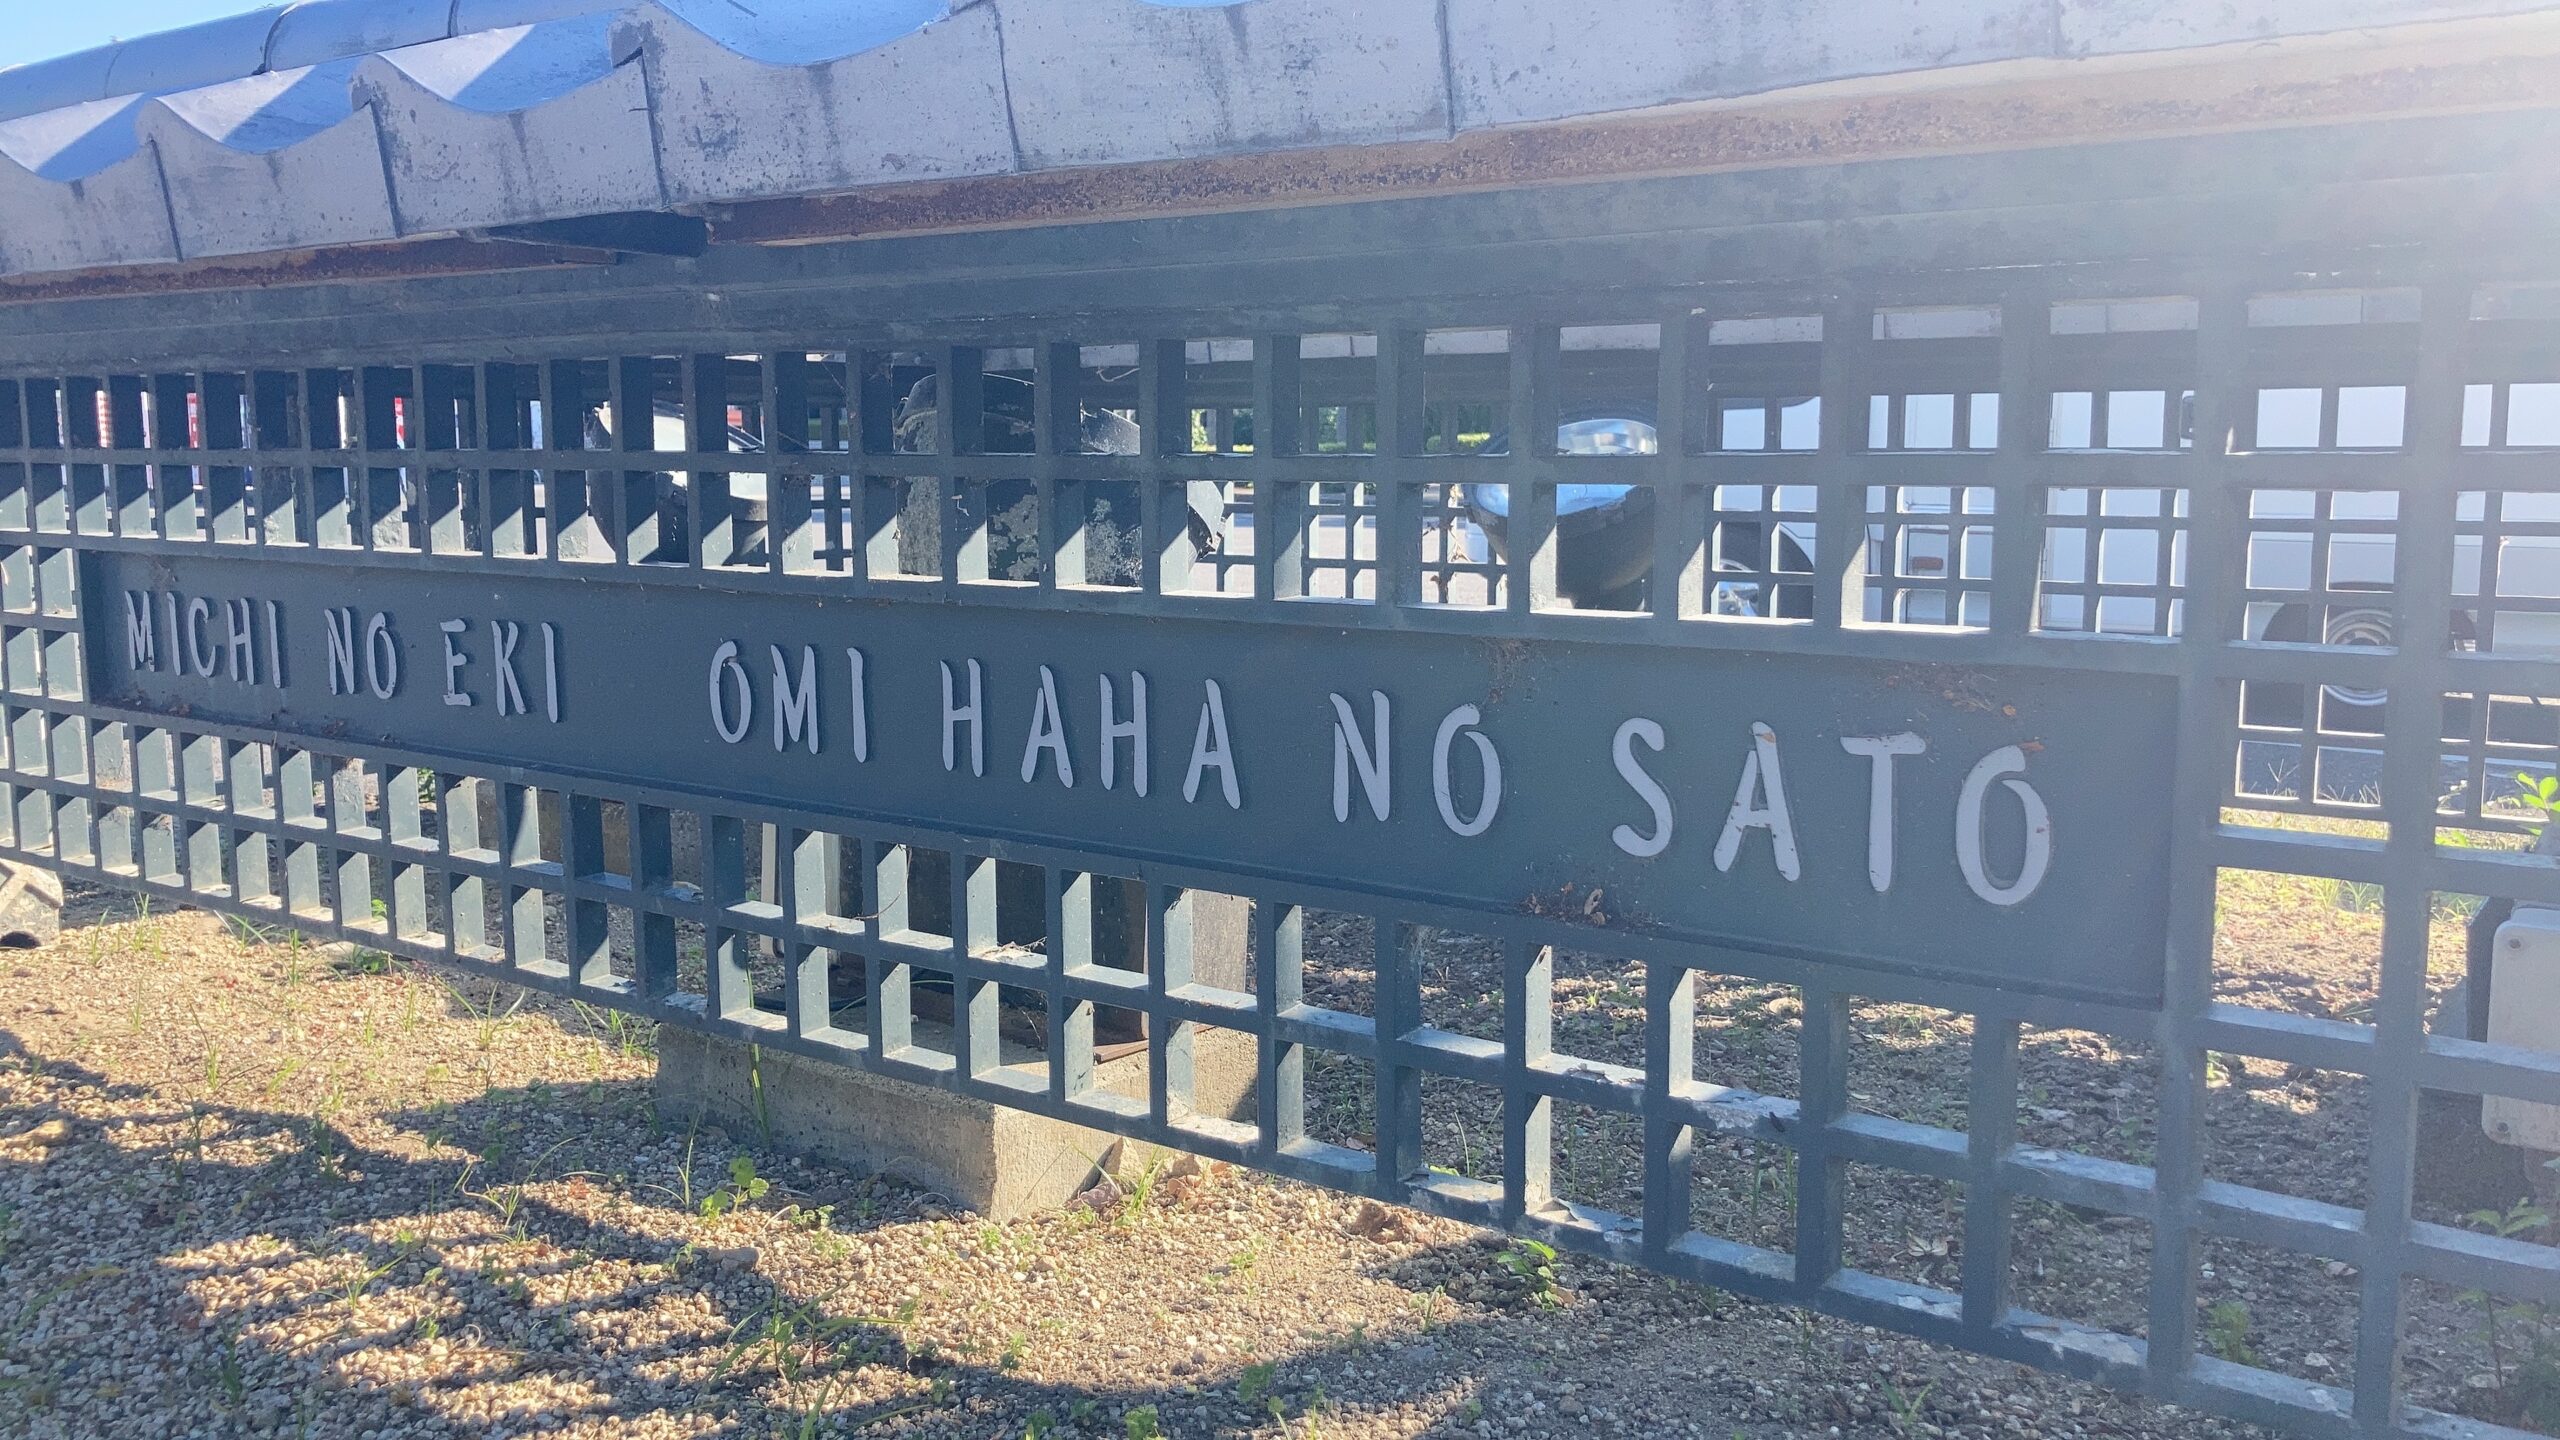 MICHI NO EKI OMI HAHA NO SATO